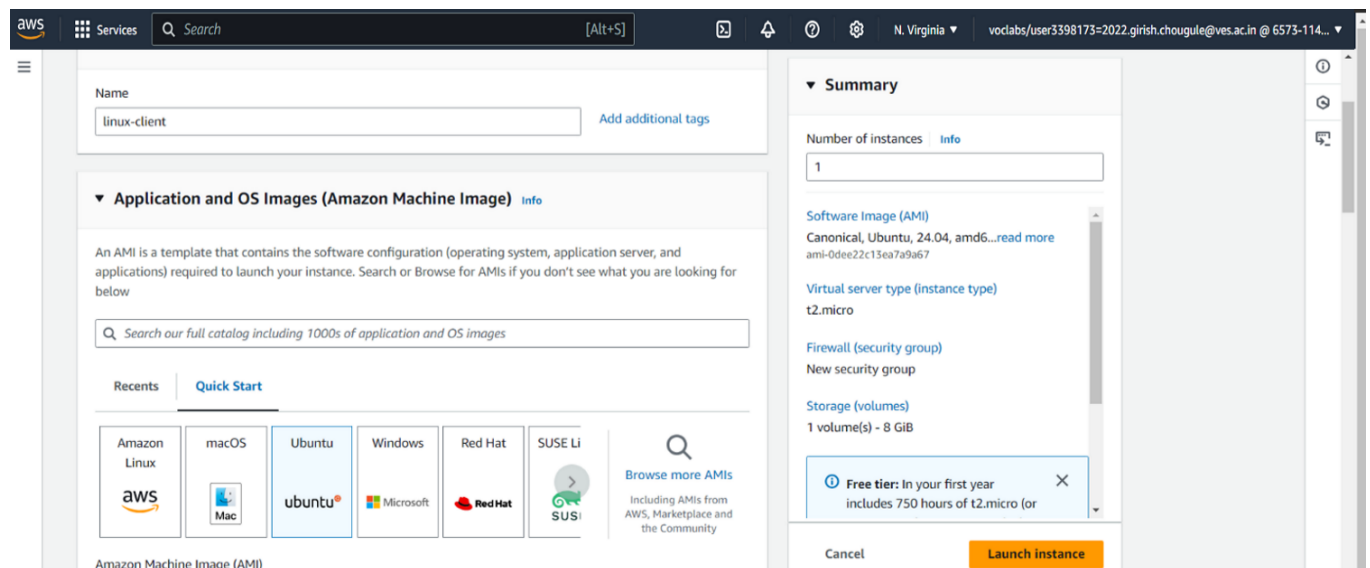 aws
Services
Search
[Alt+S]
N. Virginia ▼
voclabs/user3398173=2022.girish.chougule@ves.ac.in @ 6573-114... ▼
Name
linux-client
Add additional tags
▼ Application and OS Images (Amazon Machine Image) Info
An AMI is a template that contains the software configuration (operating system, application server, and
applications) required to launch your instance. Search or Browse for AMIs if you don't see what you are looking for
below
Search our full catalog including 1000s of application and OS images
Recents
Quick Start
Amazon
Linux
aws
macOS
Mac
Ubuntu
ubuntu®
Windows
Microsoft
Red Hat
Red Hat
SUSE Li
SUS
Browse more AMIs
Including AMIs from
AWS, Marketplace and
the Community
Amazon Machine Image (AMI)
▼ Summary
Number of instances Info
1
Software Image (AMI)
Canonical, Ubuntu, 24.04, amd6...read more
ami-0dee22c13ea7a9a67
Virtual server type (instance type)
t2.micro
Firewall (security group)
New security group
Storage (volumes)
1 volume(s) - 8 GiB
Free tier: In your first year
includes 750 hours of t2.micro (or
Cancel
Launch instance